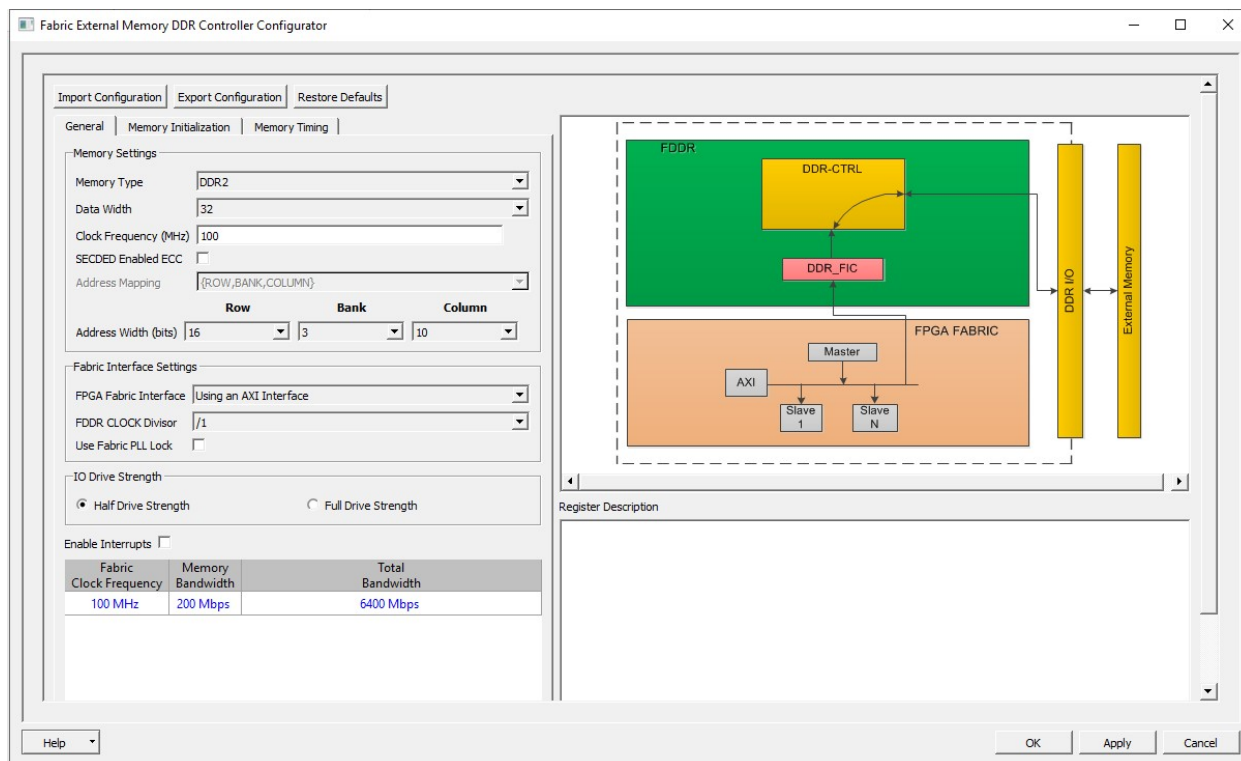 Fabric External Memory DDR Controller Configurator
Import Configuration Export Configuration Restore Defaults
General Memory Initialization Memory Timing
Memory Settings
Memory Type DDR2
Data Width 32
Clock Frequency (MHz) 100
SECDED Enabled ECC
Address Mapping {ROW,BANK,COLUMN}
Row Bank Column
Address Width (bits) 16 3 10
Fabric Interface Settings
FPGA Fabric Interface Using an AXI Interface
FDDR CLOCK Divisor /1
Use Fabric PLL Lock
IO Drive Strength
Half Drive Strength Full Drive Strength
Enable Interrupts
Fabric Clock Frequency Memory Bandwidth Total Bandwidth
100 MHz 200 Mbps 6400 Mbps
FDDR
DDR-CTRL
DDR_FIC
FPGA FABRIC
Master
AXI
Slave 1
Slave N
DDR I/O
External Memory
Register Description
Help OK Apply Cancel